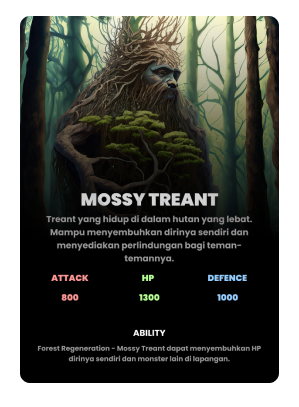 MOSSY TREANT
Treant yang hidup di dalam hutan yang lebat.
Mampu menyembuhkan dirinya sendiri dan
menyediakan perlindungan bagi teman-
temannya.
ATTACK HP DEFENCE
800 1300 1000
ABILITY
Forest Regeneration - Mossy Treant dapat menyembuhkan HP
dirinya sendiri dan monster lain di lapangan.